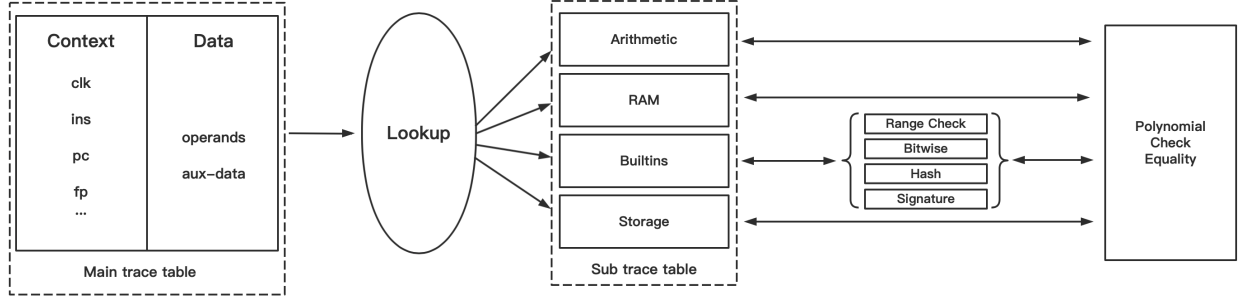 Context
clk
ins
pc
fp
...
Data
operands
aux-data
Main trace table
Lookup
Arithmetic
RAM
Builtins
Storage
Sub trace table
Range Check
Bitwise
Hash
Signature
Polynomial
Check
Equality